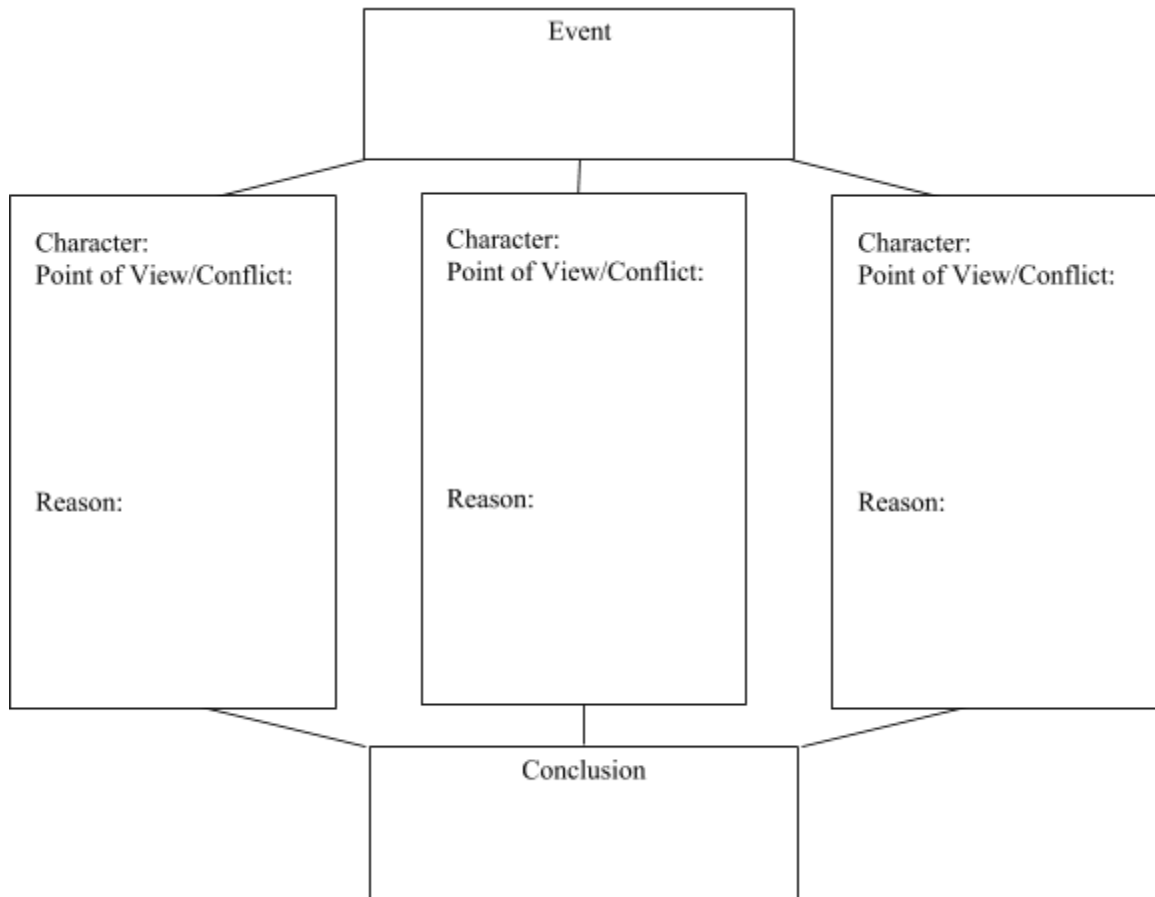 Event
Character:
Point of View/Conflict:
Reason:
Character:
Point of View/Conflict:
Reason:
Character:
Point of View/Conflict:
Reason:
Conclusion